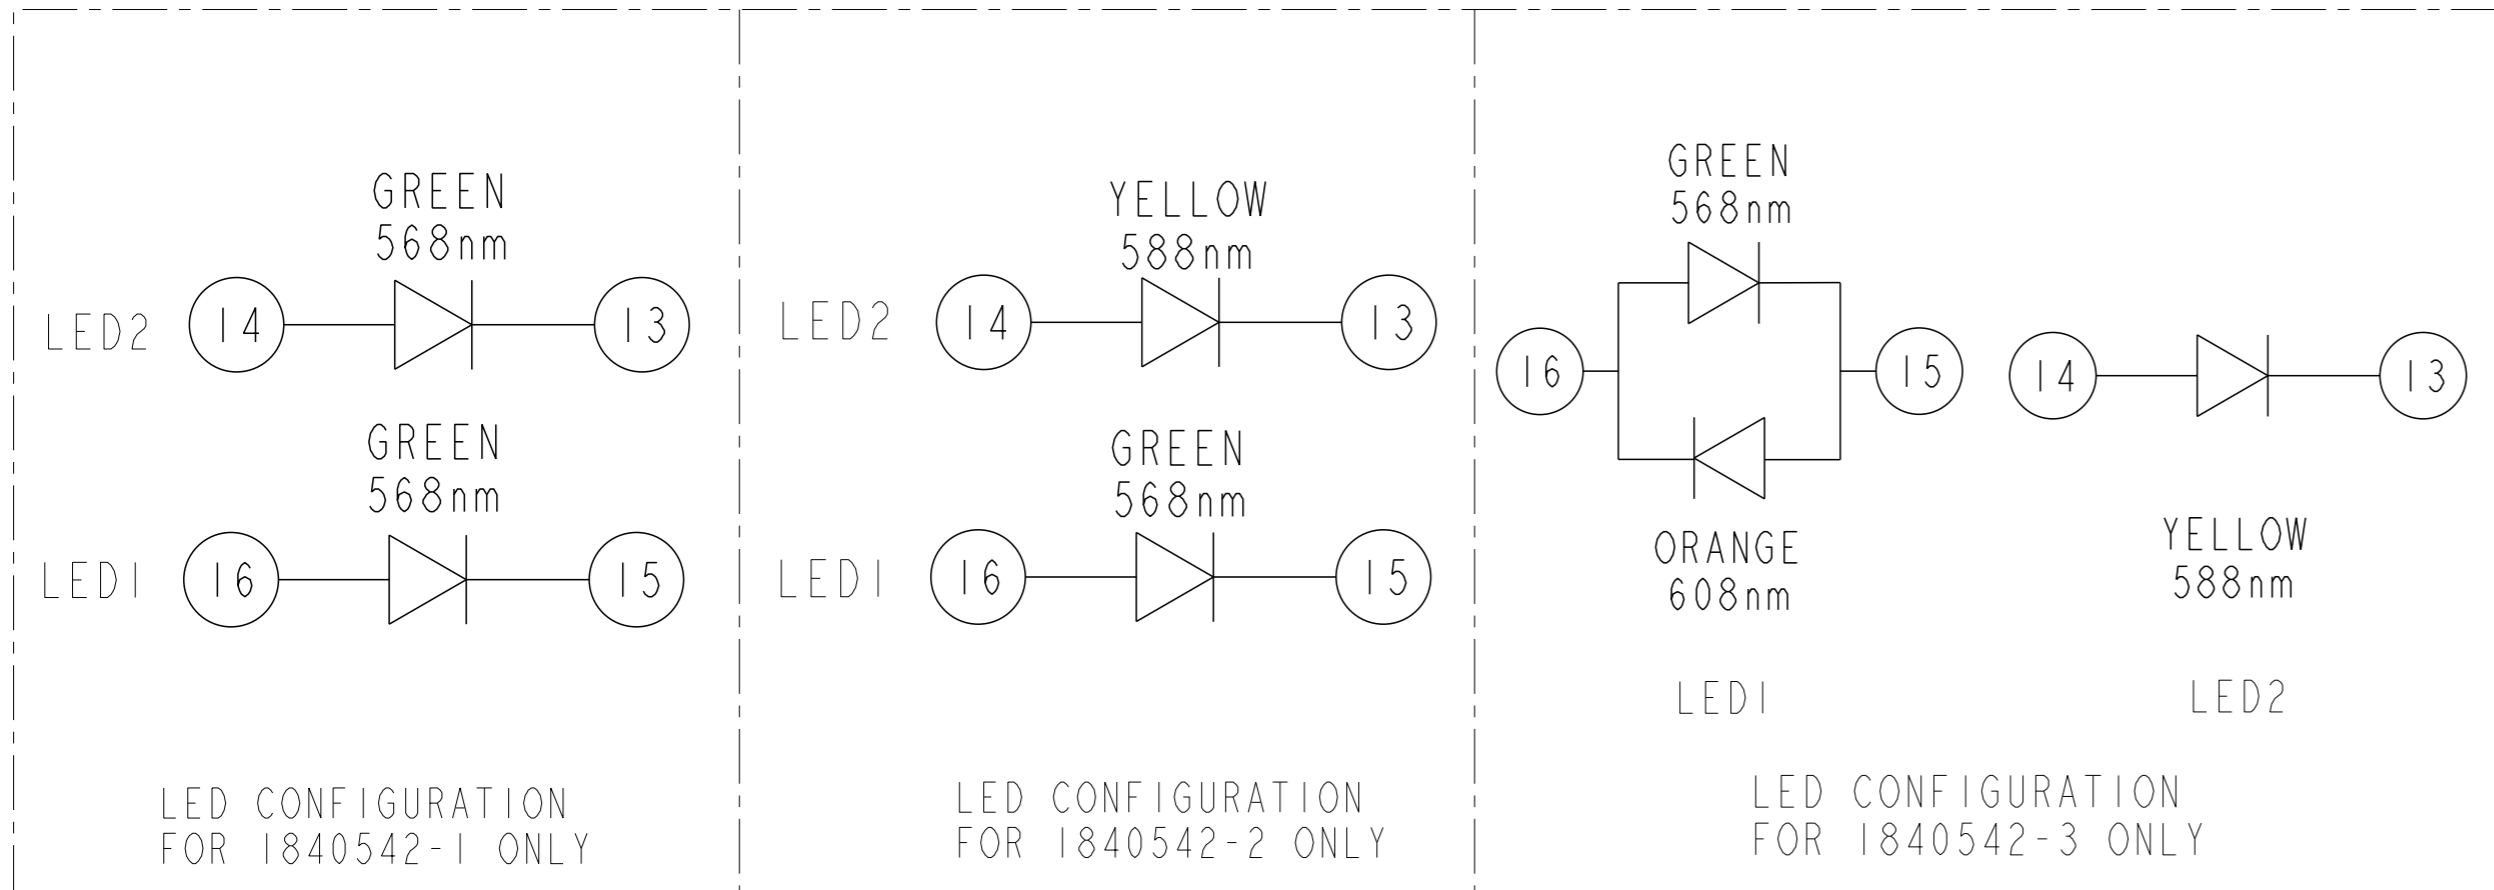 GREEN
568nm
LED2
14
13
GREEN
568nm
LED1
16
15
LED CONFIGURATION
FOR 1840542-1 ONLY
YELLOW
588nm
LED2
14
13
GREEN
568nm
LED1
16
15
LED CONFIGURATION
FOR 1840542-2 ONLY
GREEN
568nm
16
15
ORANGE
608nm
LED1
14
13
YELLOW
588nm
LED2
LED CONFIGURATION
FOR 1840542-3 ONLY